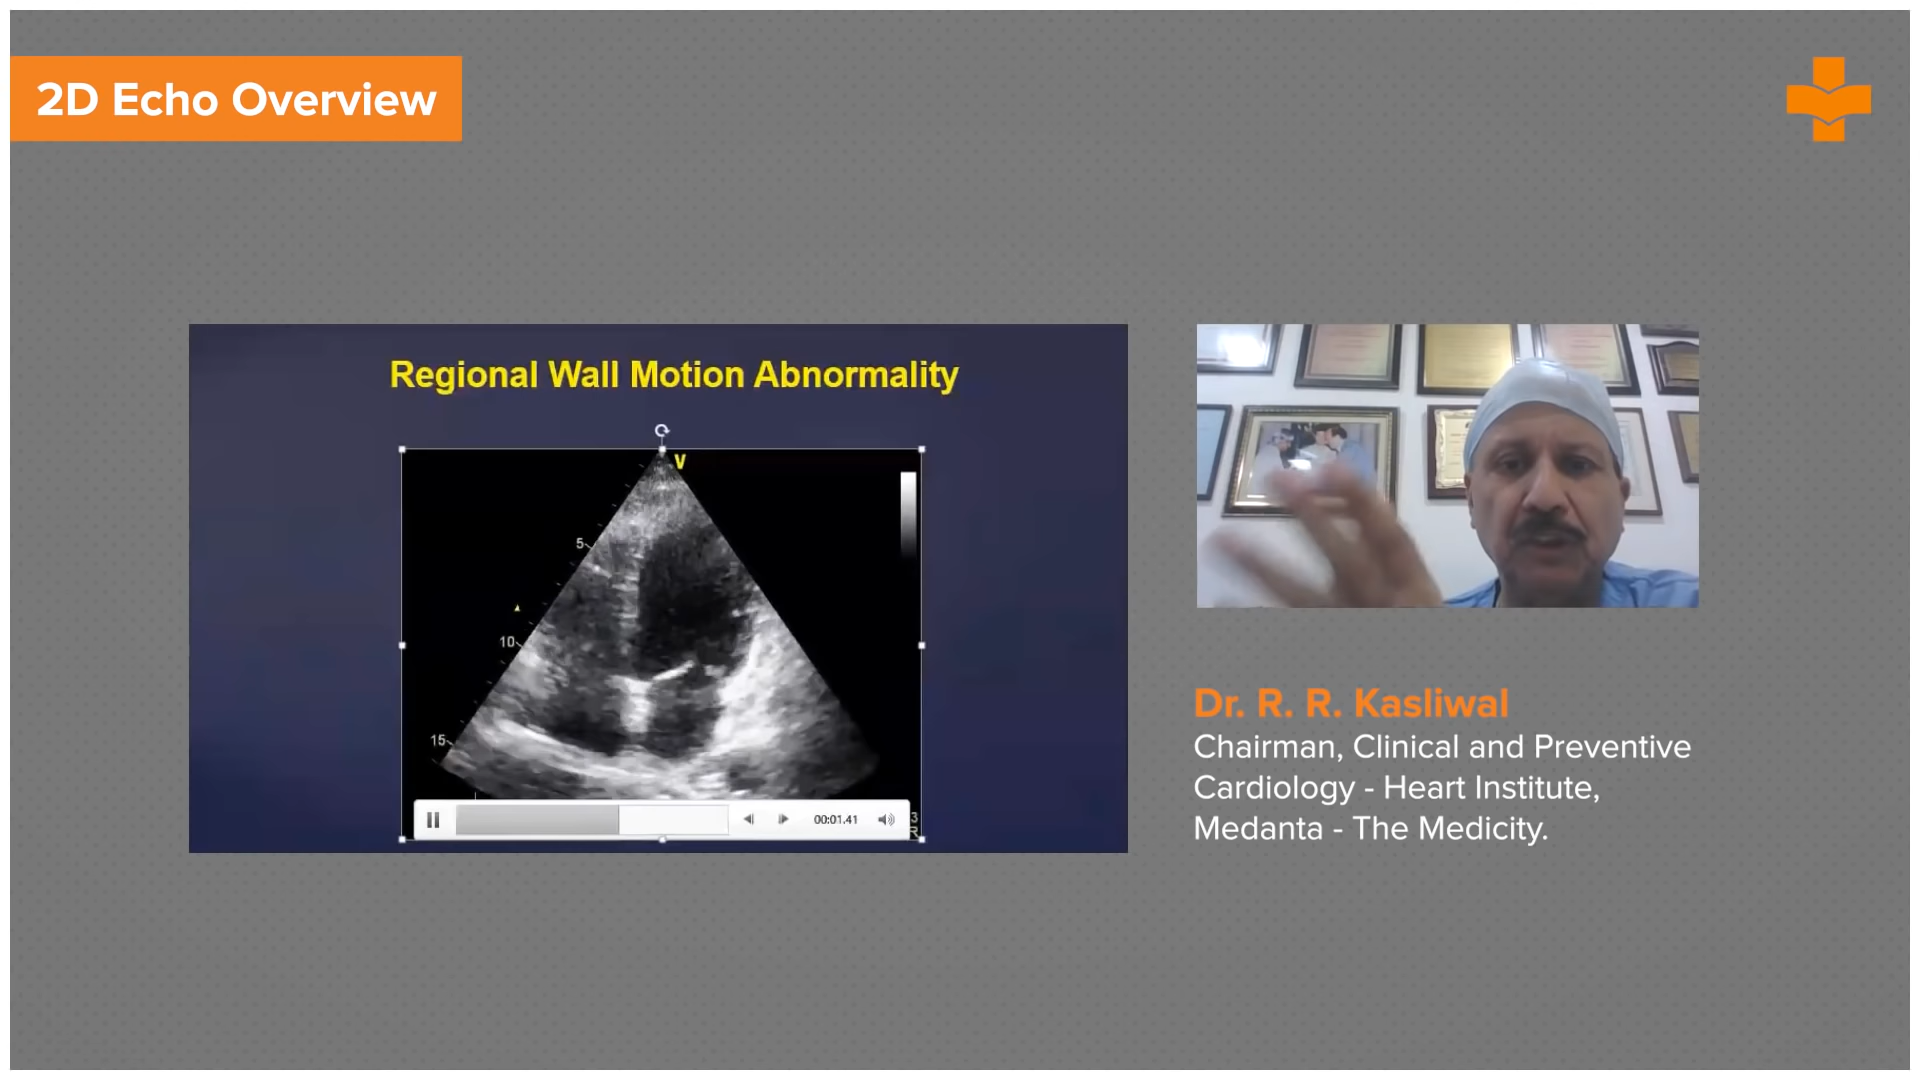 2D Echo Overview
Regional Wall Motion Abnormality
V
5
10
15
00:01.41
3
R
Dr. R. R. Kasliwal
Chairman, Clinical and Preventive
Cardiology - Heart Institute,
Medanta - The Medicity.